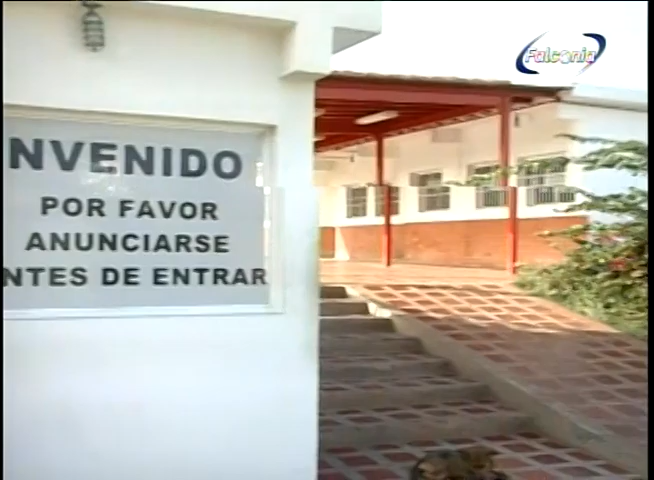 Falconia
NVENIDO
POR FAVOR
ANUNCIARSE
NTES DE ENTRAR